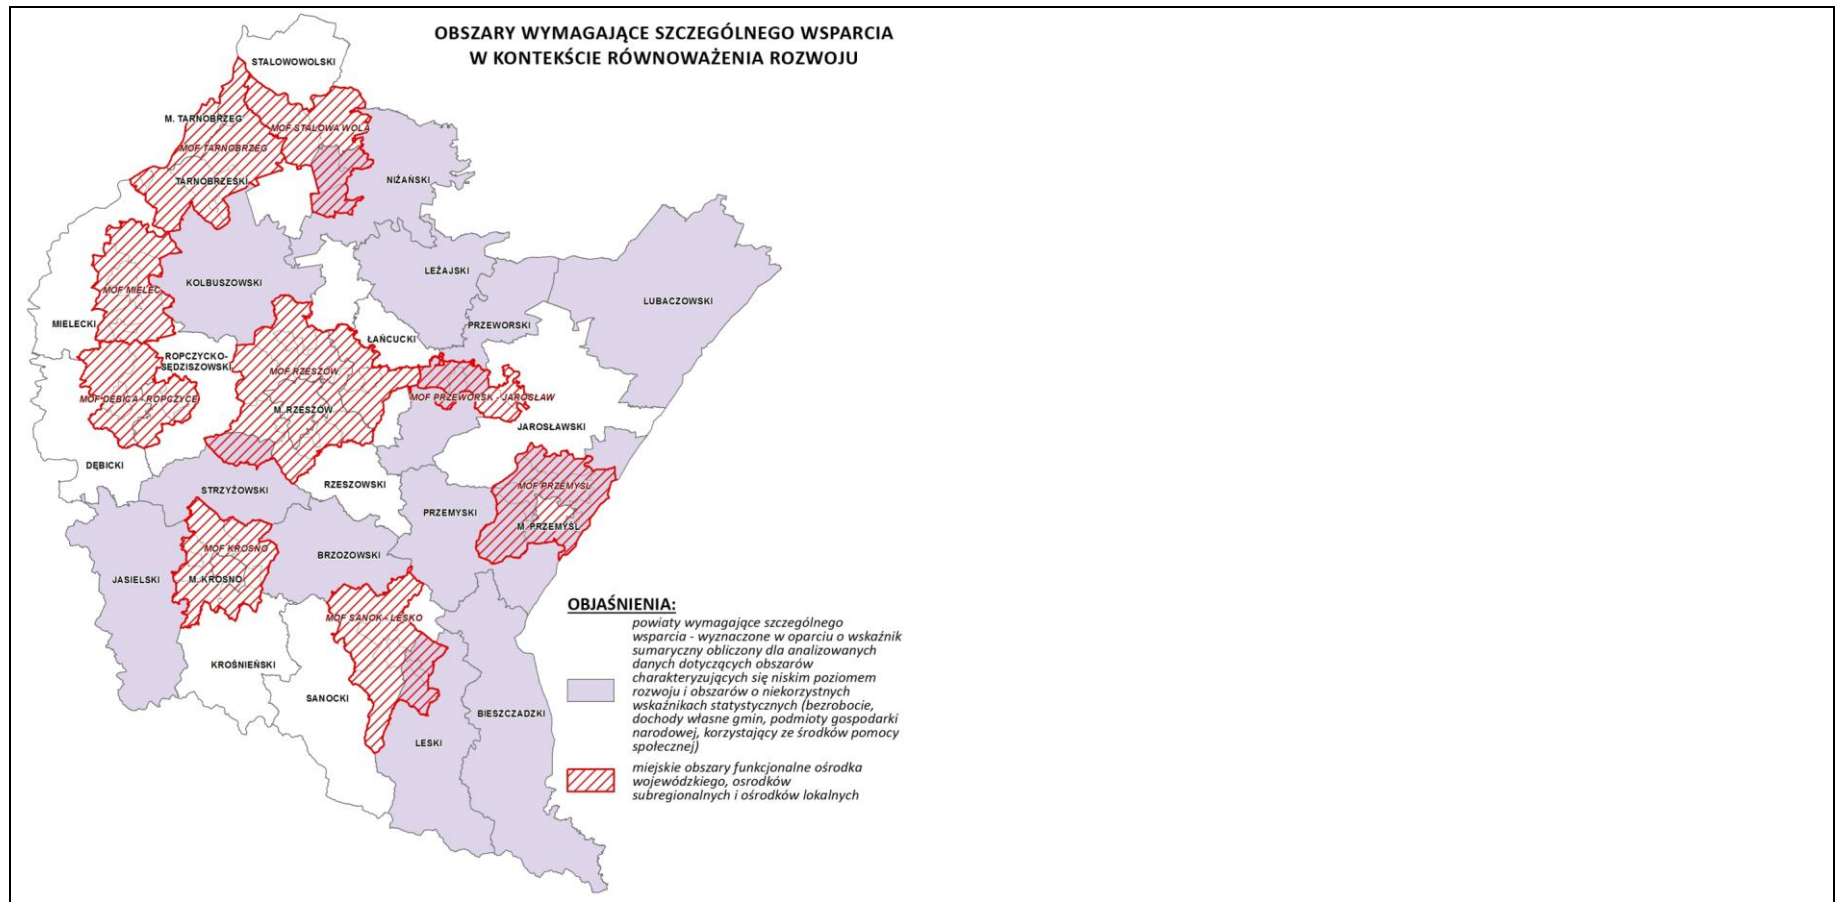 OBSZARY WYMAGAJĄCE SZCZEGÓLNEGO WSPARCIA
W KONTEKŚCIE RÓWNOWAŻENIA ROZWOJU
STALOWOWOLSKI
M. TARNOBRZEG
MOF STALOWA WOLA
MOF TARNOBRZEG
TARNOBRZESKI
NIŻAŃSKI
LEŻAJSKI
KOLBUSZOWSKI
MOF MIELEC
LUBACZOWSKI
MIELECKI
PRZEWORSKI
ŁAŃCUCKI
ROPCZYCKO-
SĘDZISZOWSKI
MOF RZESZÓW
MOF DĘBICA - ROPCZYCE
MOF PRZEWORSK - JAROSŁAW
M. RZESZÓW
JAROSŁAWSKI
DĘBICKI
RZESZOWSKI
STRZYŻOWSKI
MOF PRZEMYŚL
PRZEMYSKI
M. PRZEMYŚL
MOF KROSNO
BRZOZOWSKI
JASIELSKI
M. KROSNO
MOF SANOK - LESKO
KROŚNIEŃSKI
SANOCKI
BIESZCZADZKI
LESKI
OBJAŚNIENIA:
powiaty wymagające szczególnego
wsparcia - wyznaczone w oparciu o wskaźnik
sumaryczny obliczony dla analizowanych
danych dotyczących obszarów
charakteryzujących się niskim poziomem
rozwoju i obszarów o niekorzystnych
wskaźnikach statystycznych (bezrobocie,
dochody własne gmin, podmioty gospodarki
narodowej, korzystający ze środków pomocy
społecznej)
miejskie obszary funkcjonalne ośrodka
wojewódzkiego, osrodków
subregionalnych i ośrodków lokalnych